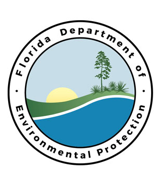 Florida Department of
Environmental Protection